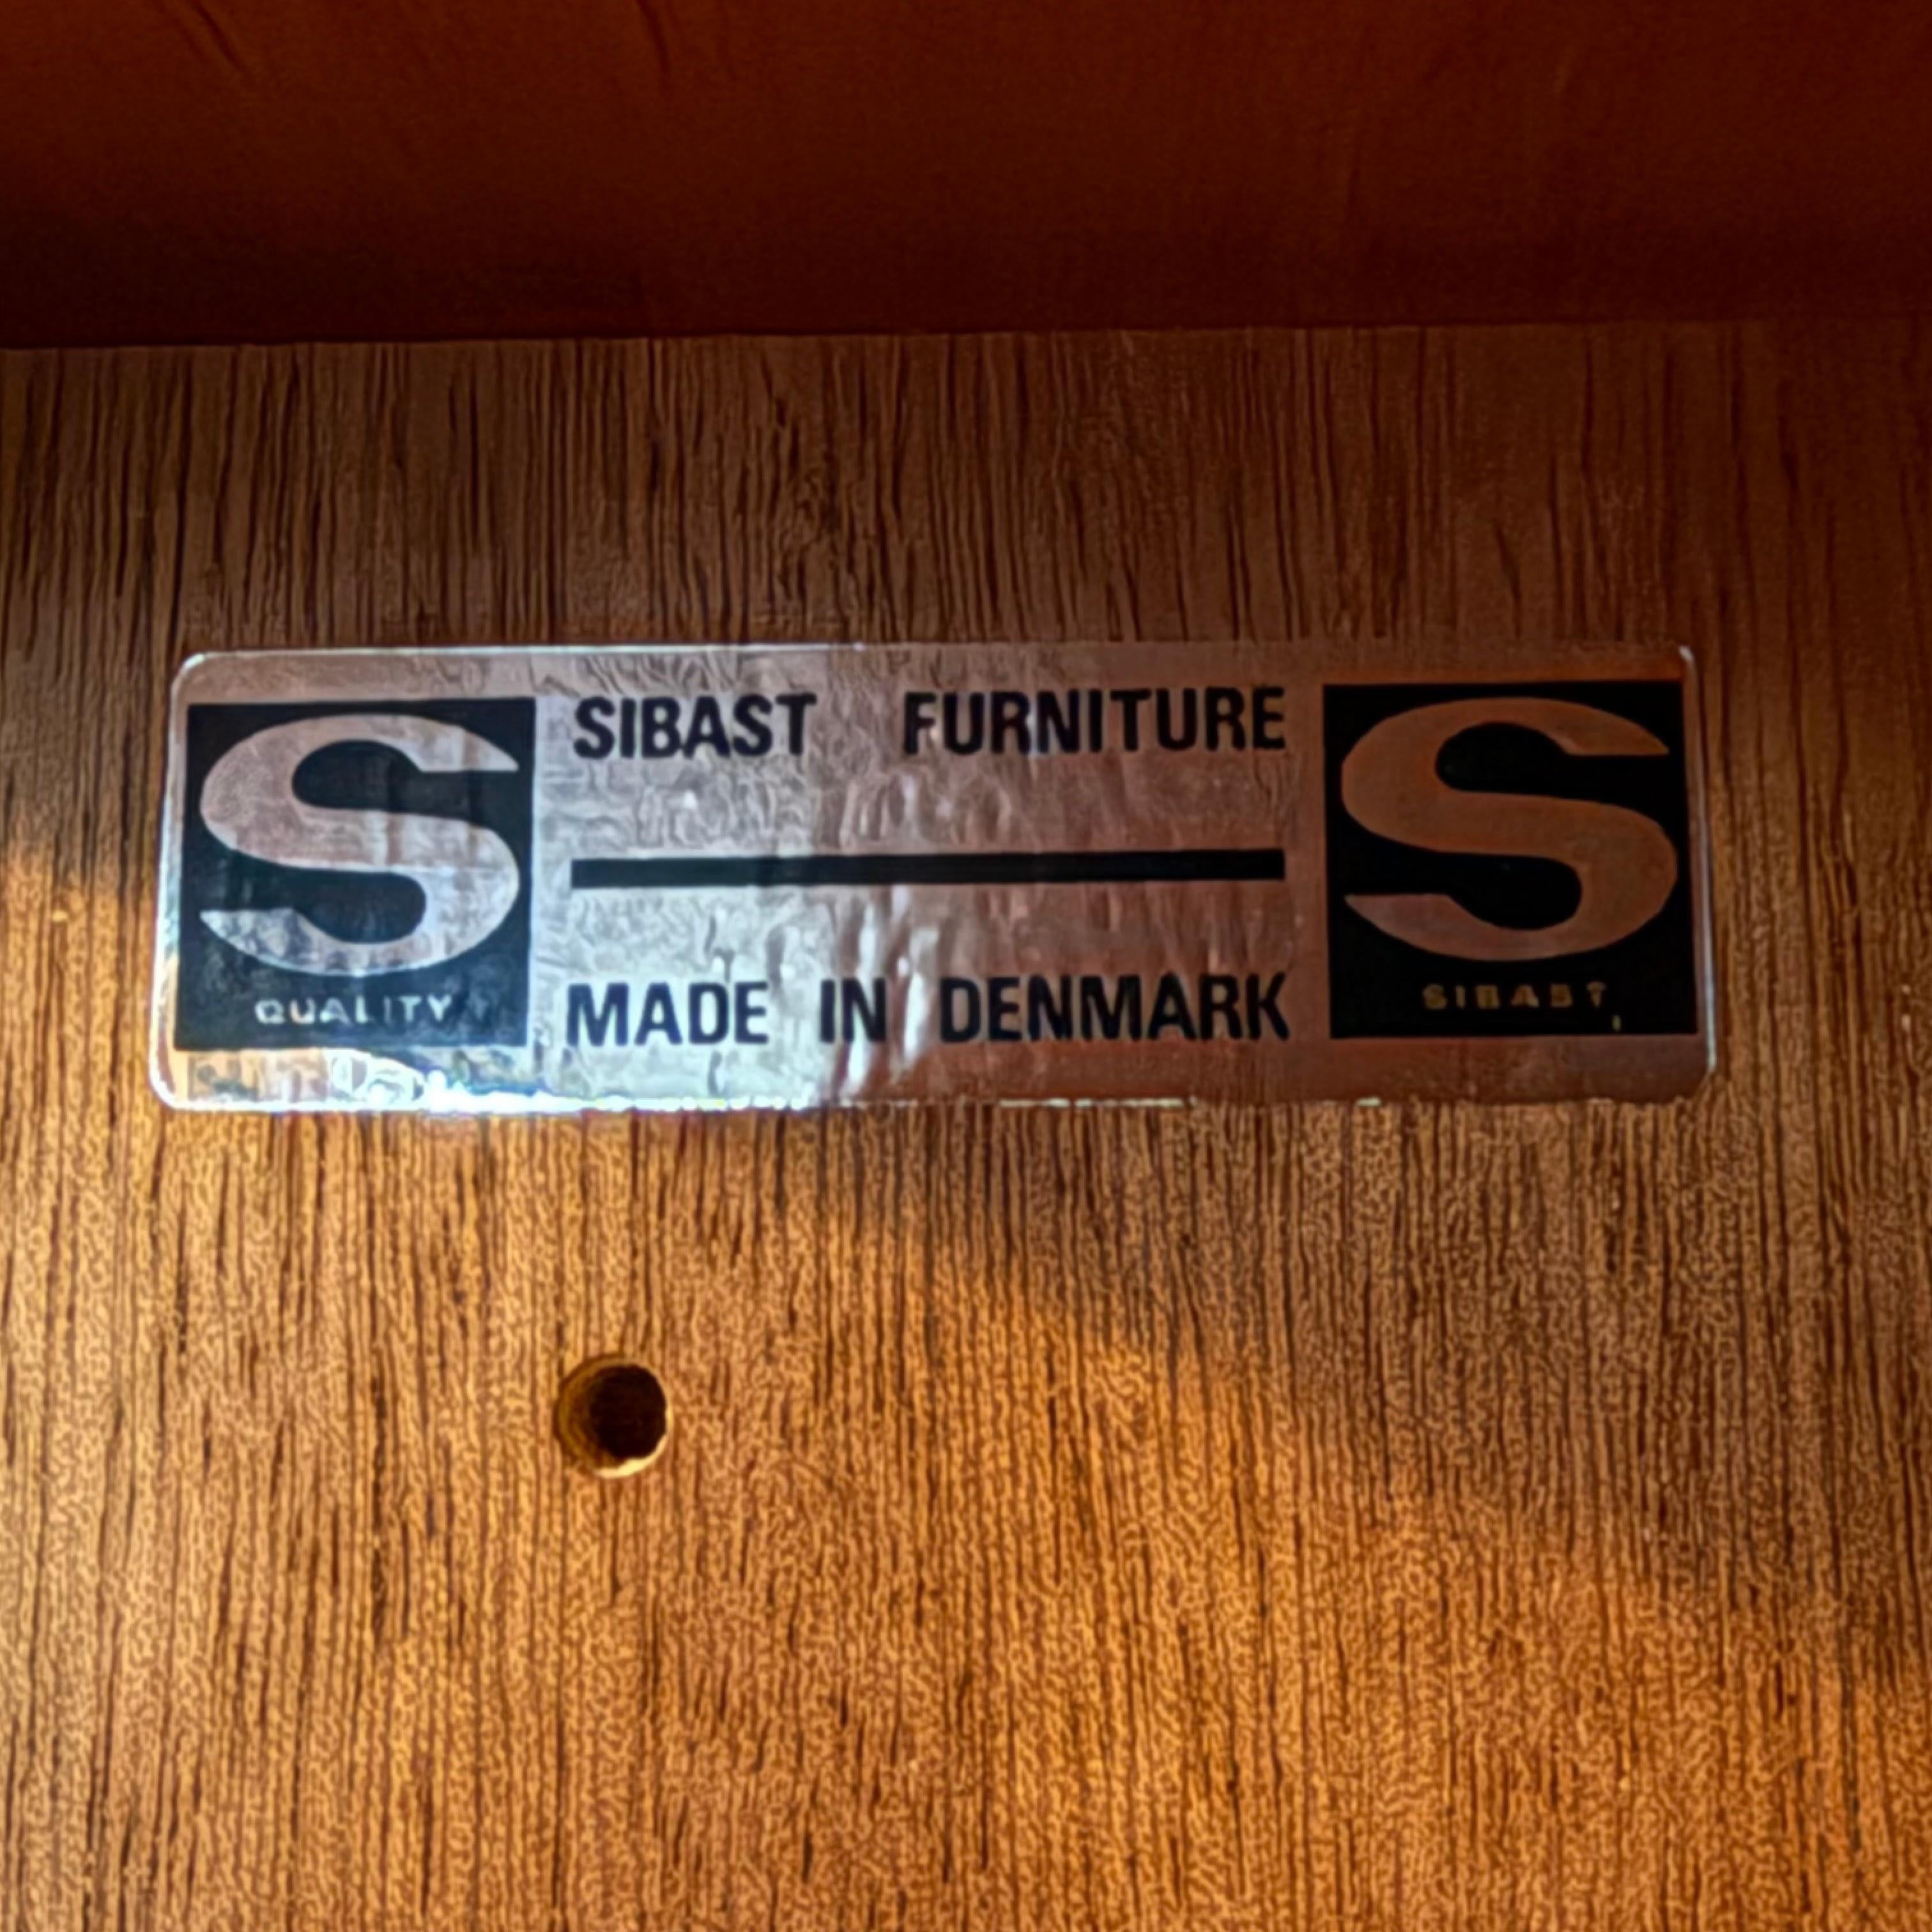 S
QUALITY
SIBAST FURNITURE
MADE IN DENMARK
S
SIBAST